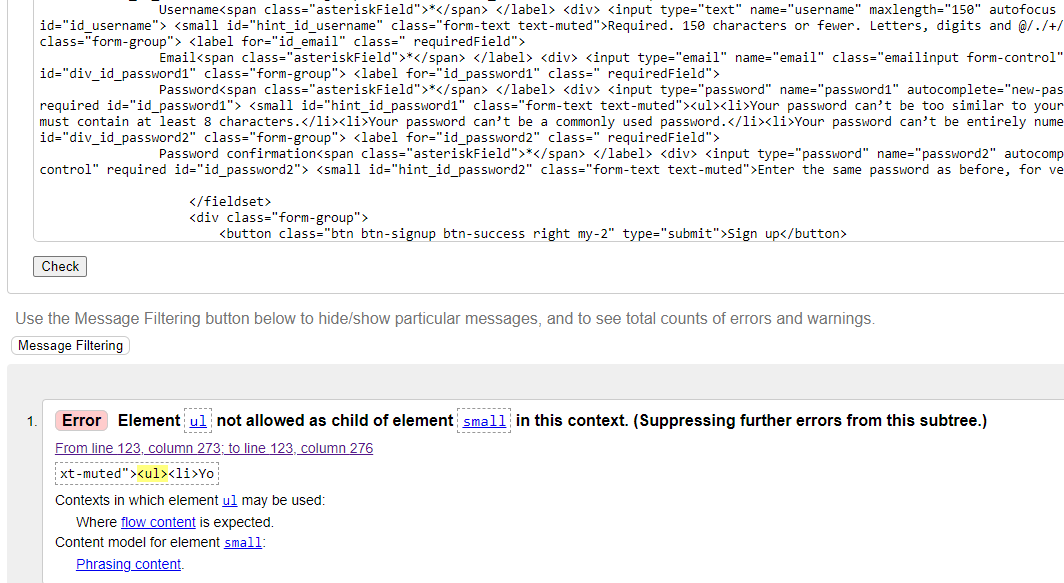 Username<span class="asteriskField">*</span> </label> <div> <input type="text" name="username" maxlength="150" autofocus
id="id_username"> <small id="hint_id_username" class="form-text text-muted">Required. 150 characters or fewer. Letters, digits and @/./+/
class="form-group"> <label for="id_email" class=" requiredField">
Email<span class="asteriskField">*</span> </label> <div> <input type="email" name="email" class="emailinput form-control"
id="div_id_password1" class="form-group"> <label for="id_password1" class=" requiredField">
Password<span class="asteriskField">*</span> </label> <div> <input type="password" name="password1" autocomplete="new-pas
required id="id_password1"> <small id="hint_id_password1" class="form-text text-muted"><ul><li>Your password can’t be too similar to your
must contain at least 8 characters.</li><li>Your password can’t be a commonly used password.</li><li>Your password can’t be entirely nume
id="div_id_password2" class="form-group"> <label for="id_password2" class=" requiredField">
Password confirmation<span class="asteriskField">*</span> </label> <div> <input type="password" name="password2" autocomp
control" required id="id_password2"> <small id="hint_id_password2" class="form-text text-muted">Enter the same password as before, for ve
</fieldset>
<div class="form-group">
<button class="btn btn-signup btn-success right my-2" type="submit">Sign up</button>
Check
Use the Message Filtering button below to hide/show particular messages, and to see total counts of errors and warnings.
Message Filtering
1. Error Element ul not allowed as child of element small in this context. (Suppressing further errors from this subtree.)
From line 123, column 273; to line 123, column 276
xt-muted"><ul><li>Yo
Contexts in which element ul may be used:
Where flow content is expected.
Content model for element small:
Phrasing content.